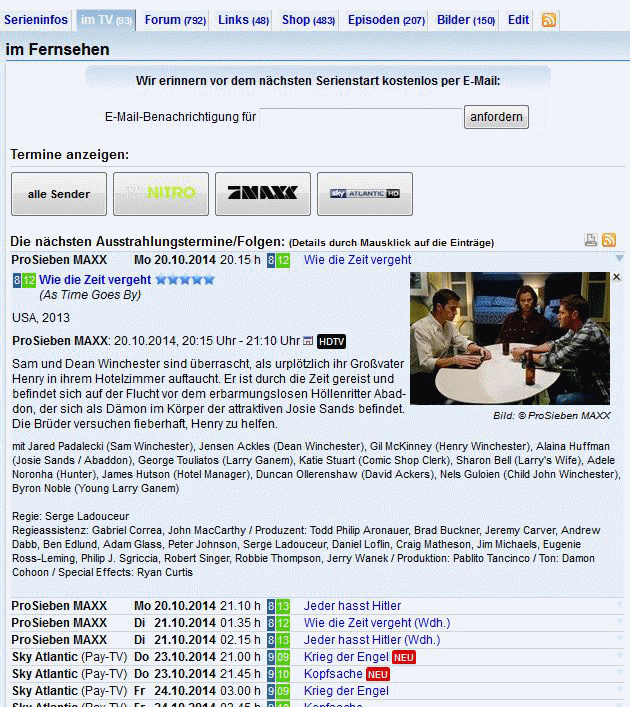 Serieninfos im TV (93) Forum (792) Links (48) Shop (483) Episoden (207) Bilder (150) Edit
im Fernsehen
Wir erinnern vor dem nächsten Serienstart kostenlos per E-Mail:
E-Mail-Benachrichtigung für anfordern
Termine anzeigen:
alle Sender NITRO MAXX sky ATLANTIC HD
Die nächsten Ausstrahlungstermine/Folgen: (Details durch Mausklick auf die Einträge)
ProSieben MAXX Mo 20.10.2014 20.15 h 8 12 Wie die Zeit vergeht
8 12 Wie die Zeit vergeht
(As Time Goes By)
USA, 2013
ProSieben MAXX: 20.10.2014, 20:15 Uhr - 21:10 Uhr HDTV
Sam und Dean Winchester sind überrascht, als urplötzlich ihr Großvater
Henry in ihrem Hotelzimmer auftaucht. Er ist durch die Zeit gereist und
befindet sich auf der Flucht vor dem erbarmungslosen Höllenritter Abad-
don, der sich als Dämon im Körper der attraktiven Josie Sands befindet.
Die Brüder versuchen fieberhaft, Henry zu helfen.
Bild: © ProSieben MAXX
mit Jared Padalecki (Sam Winchester), Jensen Ackles (Dean Winchester), Gil McKinney (Henry Winchester), Alaina Huffman
(Josie Sands / Abaddon), George Touliatos (Larry Ganem), Katie Stuart (Comic Shop Clerk), Sharon Bell (Larry's Wife), Adele
Noronha (Hunter), James Hutson (Hotel Manager), Duncan Ollerenshaw (David Ackers), Nels Guloien (Child John Winchester),
Byron Noble (Young Larry Ganem)
Regie: Serge Ladouceur
Regieassistenz: Gabriel Correa, John MacCarthy / Produzent: Todd Philip Aronauer, Brad Buckner, Jeremy Carver, Andrew
Dabb, Ben Edlund, Adam Glass, Peter Johnson, Serge Ladouceur, Daniel Loflin, Craig Matheson, Jim Michaels, Eugenie
Ross-Leming, Philip J. Sgriccia, Robert Singer, Robbie Thompson, Jerry Wanek / Produktion: Pablito Tancinco / Ton: Damon
Cohoon / Special Effects: Ryan Curtis
ProSieben MAXX Mo 20.10.2014 21.10 h 8 13 Jeder hasst Hitler
ProSieben MAXX Di 21.10.2014 01.35 h 8 12 Wie die Zeit vergeht (Wdh.)
ProSieben MAXX Di 21.10.2014 02.15 h 8 13 Jeder hasst Hitler (Wdh.)
Sky Atlantic (Pay-TV) Do 23.10.2014 21.00 h 9 09 Krieg der Engel NEU
Sky Atlantic (Pay-TV) Do 23.10.2014 21.45 h 9 10 Kopfsache NEU
Sky Atlantic (Pay-TV) Fr 24.10.2014 03.00 h 9 09 Krieg der Engel
Sky Atlantic (Pay-TV) Fr 24.10.2014 03.45 h 9 10 Kopfsache